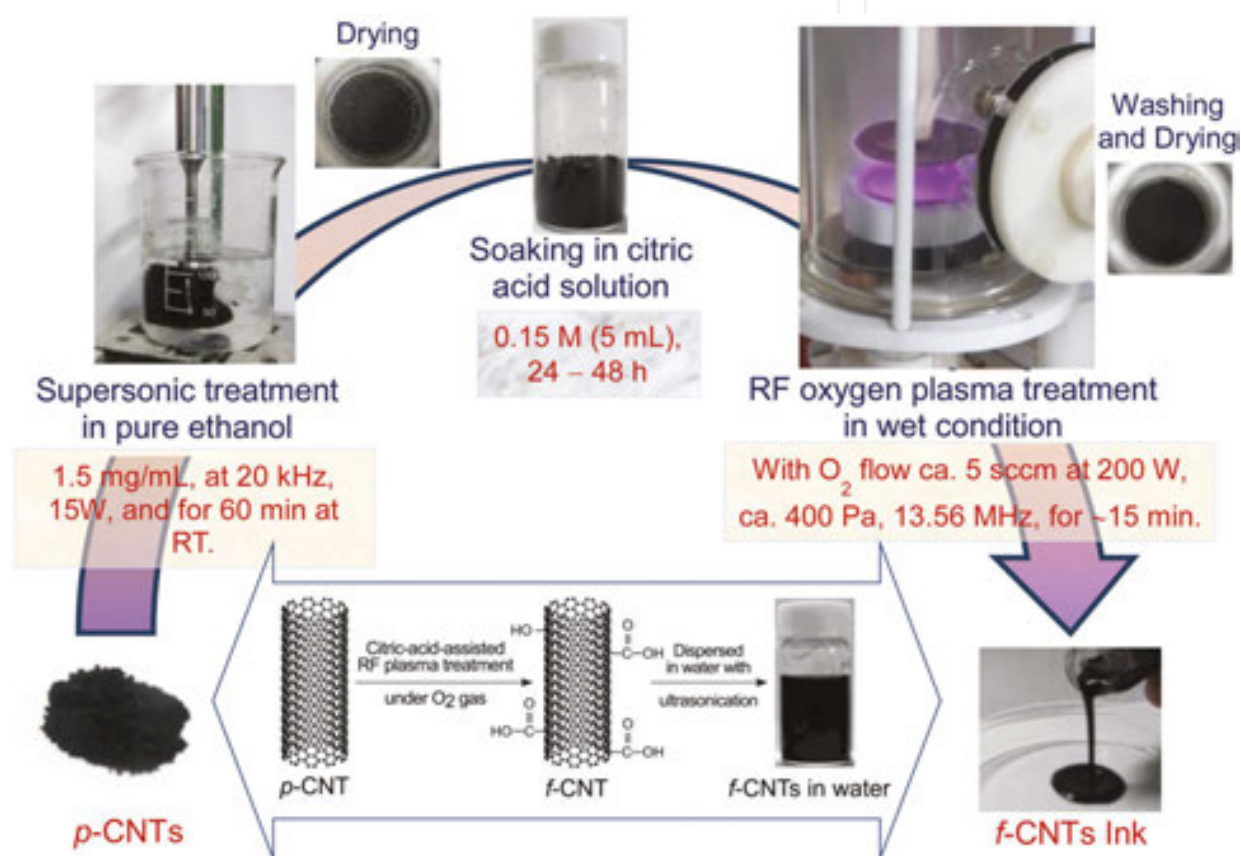 Drying
Washing
and Drying
Soaking in citric
acid solution
0.15 M (5 mL),
24 – 48 h
Supersonic treatment
in pure ethanol
1.5 mg/mL, at 20 kHz,
15W, and for 60 min at
RT.
RF oxygen plasma treatment
in wet condition
With O₂ flow ca. 5 sccm at 200 W,
ca. 400 Pa, 13.56 MHz, for ~15 min.
Citric-acid-assisted
RF plasma treatment
under O2 gas
HO
O
C–OH
O
HO–C
O
C–OH
Dispersed
in water with
ultrasonication
p-CNT
f-CNT
f-CNTs in water
p-CNTs
f-CNTs Ink